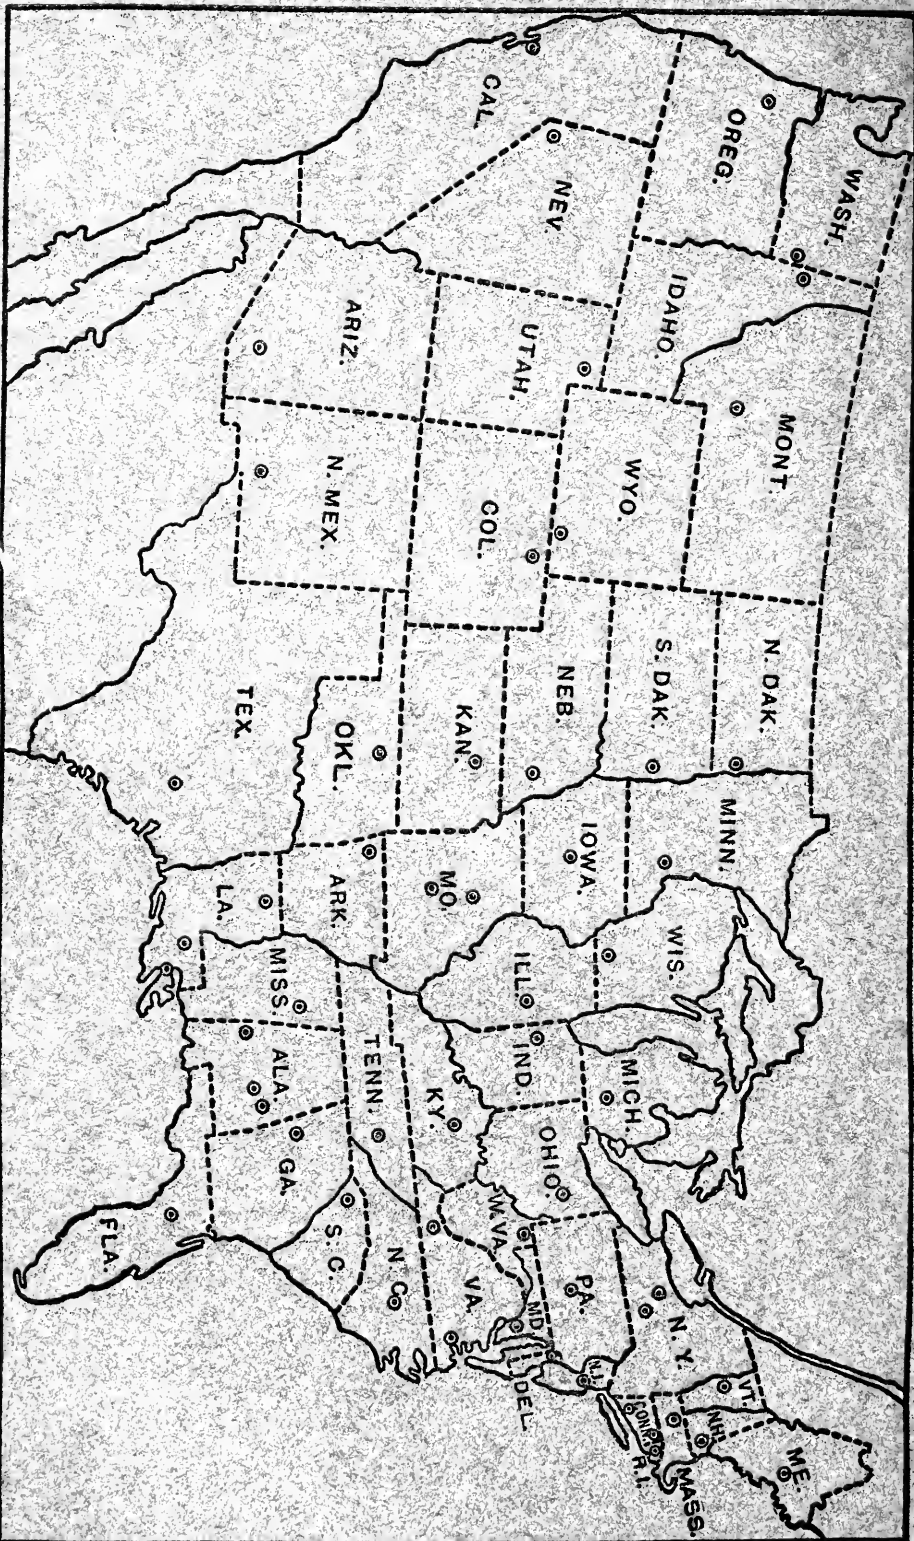 WASH.
OREG.
CAL.
NEV.
IDAHO.
MONT.
WYO.
UTAH.
ARIZ.
COL.
N. MEX.
N. DAK.
S. DAK.
NEB.
KAN.
OKL.
TEX.
MINN.
IOWA.
MO.
ARK.
LA.
WIS.
ILL.
MICH.
IND.
OHIO.
KY.
TENN.
MISS.
ALA.
GA.
FLA.
S. C.
N. C.
VA.
W. VA.
MD.
DEL.
PA.
N. J.
N. Y.
CONN.
R. I.
MASS.
VT.
N.H.
ME.